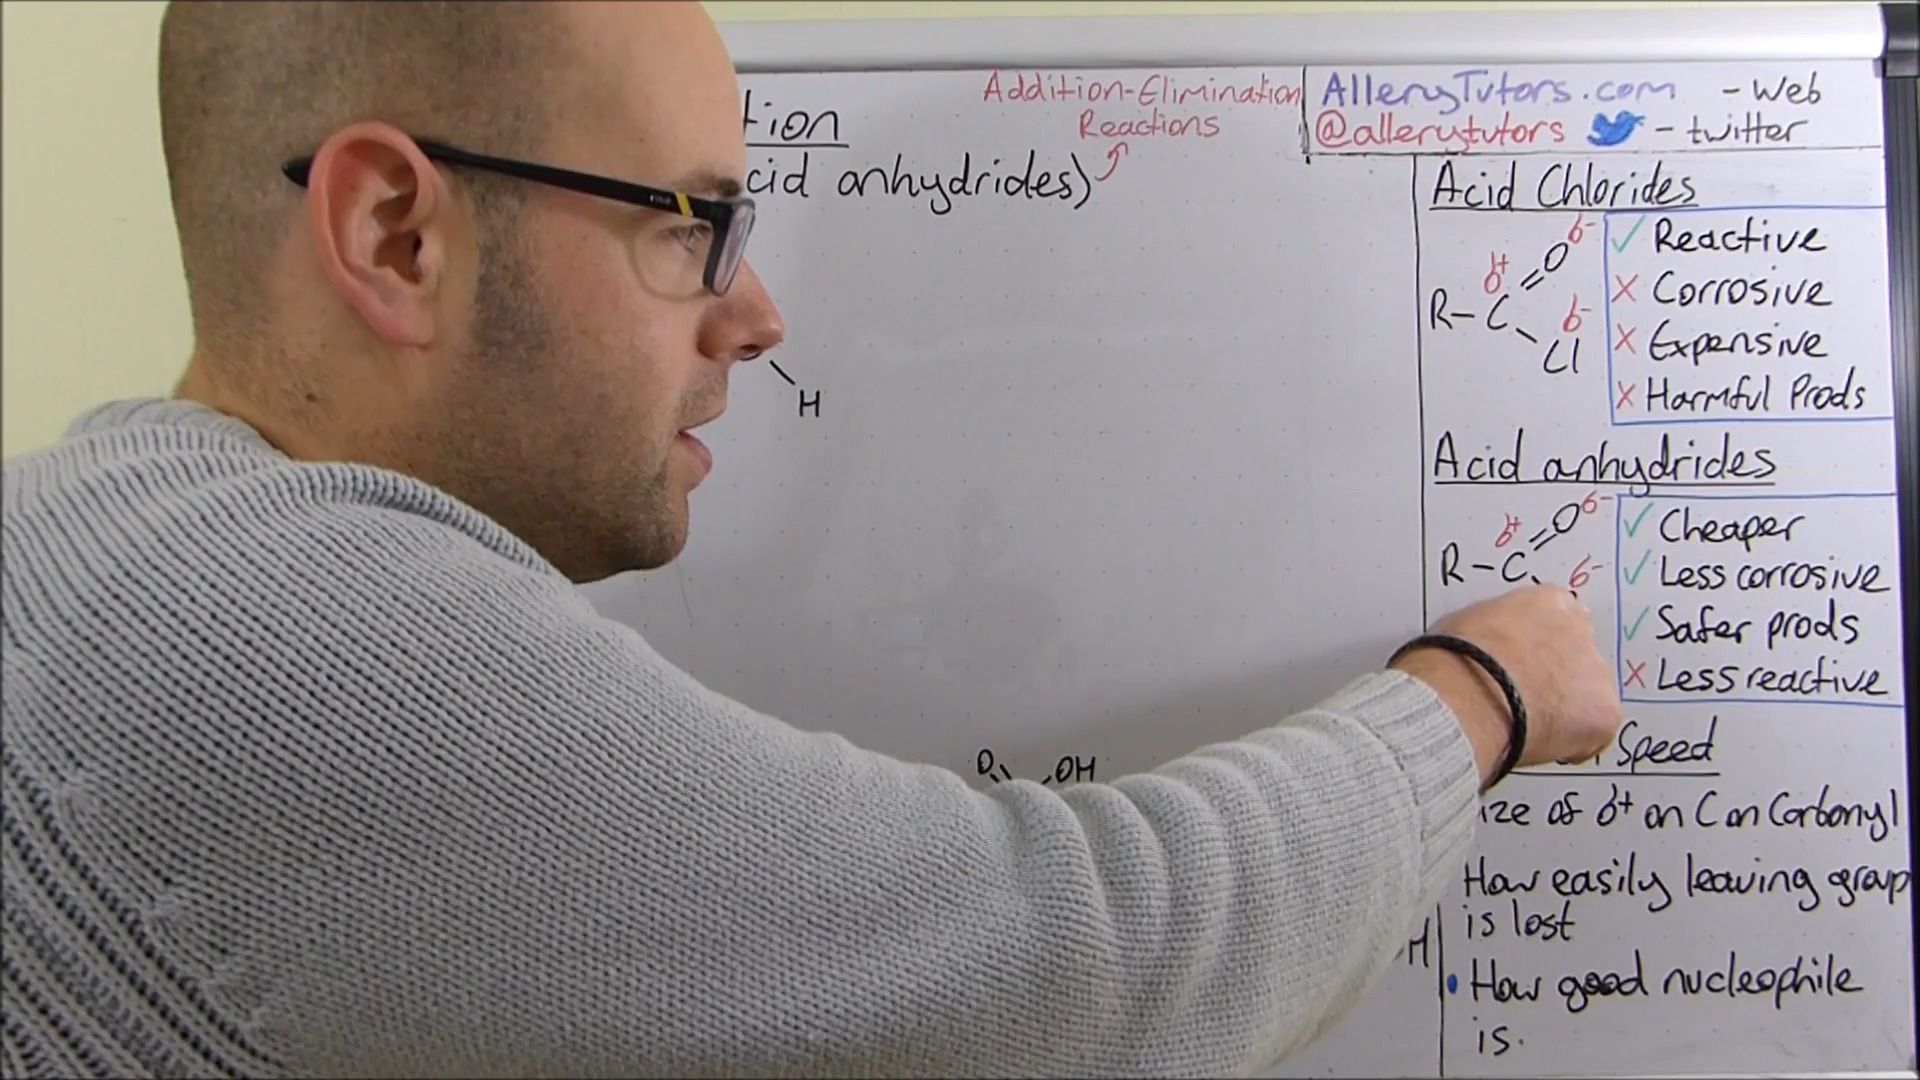 tion
cid anhydrides)
Addition-Elimination
Reactions
AlleryTutors.com - Web
@allerytutors - twitter
H
O OH
H
Acid Chlorides
δ-
O
δ+
R-C
δ-
Cl
✓ Reactive
X Corrosive
X Expensive
X Harmful Prods
Acid anhydrides
δ-
O
δ+
R-C
δ-
✓ Cheaper
✓ Less corrosive
✓ Safer prods
X Less reactive
Speed
ize of δ+ on C on Carbonyl
How easily leaving group
is lost
• How good nucleophile
is.